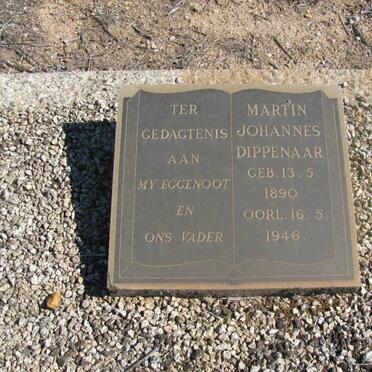 TER
GEDAGTENIS
AAN
MY EGGENOOT
EN
ONS VADER
MARTIN
JOHANNES
DIPPENAAR
GEB. 13. 5.
1890
OORL. 16. 5.
1946.